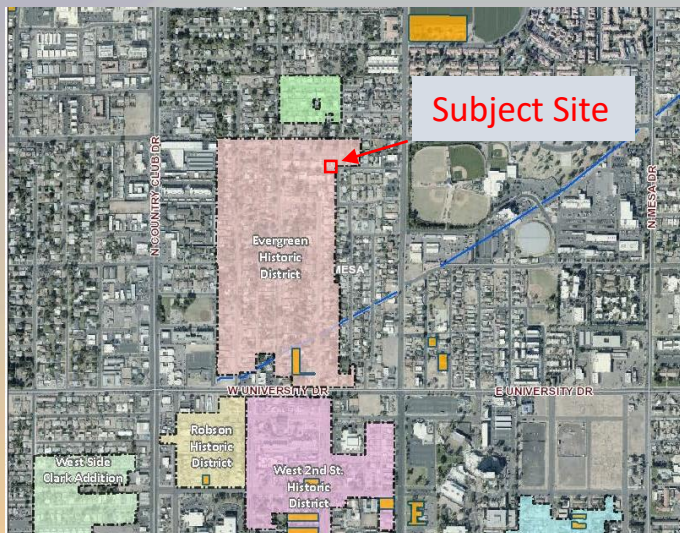 Subject Site
N COUNTRY CLUB DR
N MESA DR
Evergreen
Historic
District
MESA
W UNIVERSITY DR
E UNIVERSITY DR
Robson
Historic
District
West Side
Clark Addition
West 2nd St.
Historic
District